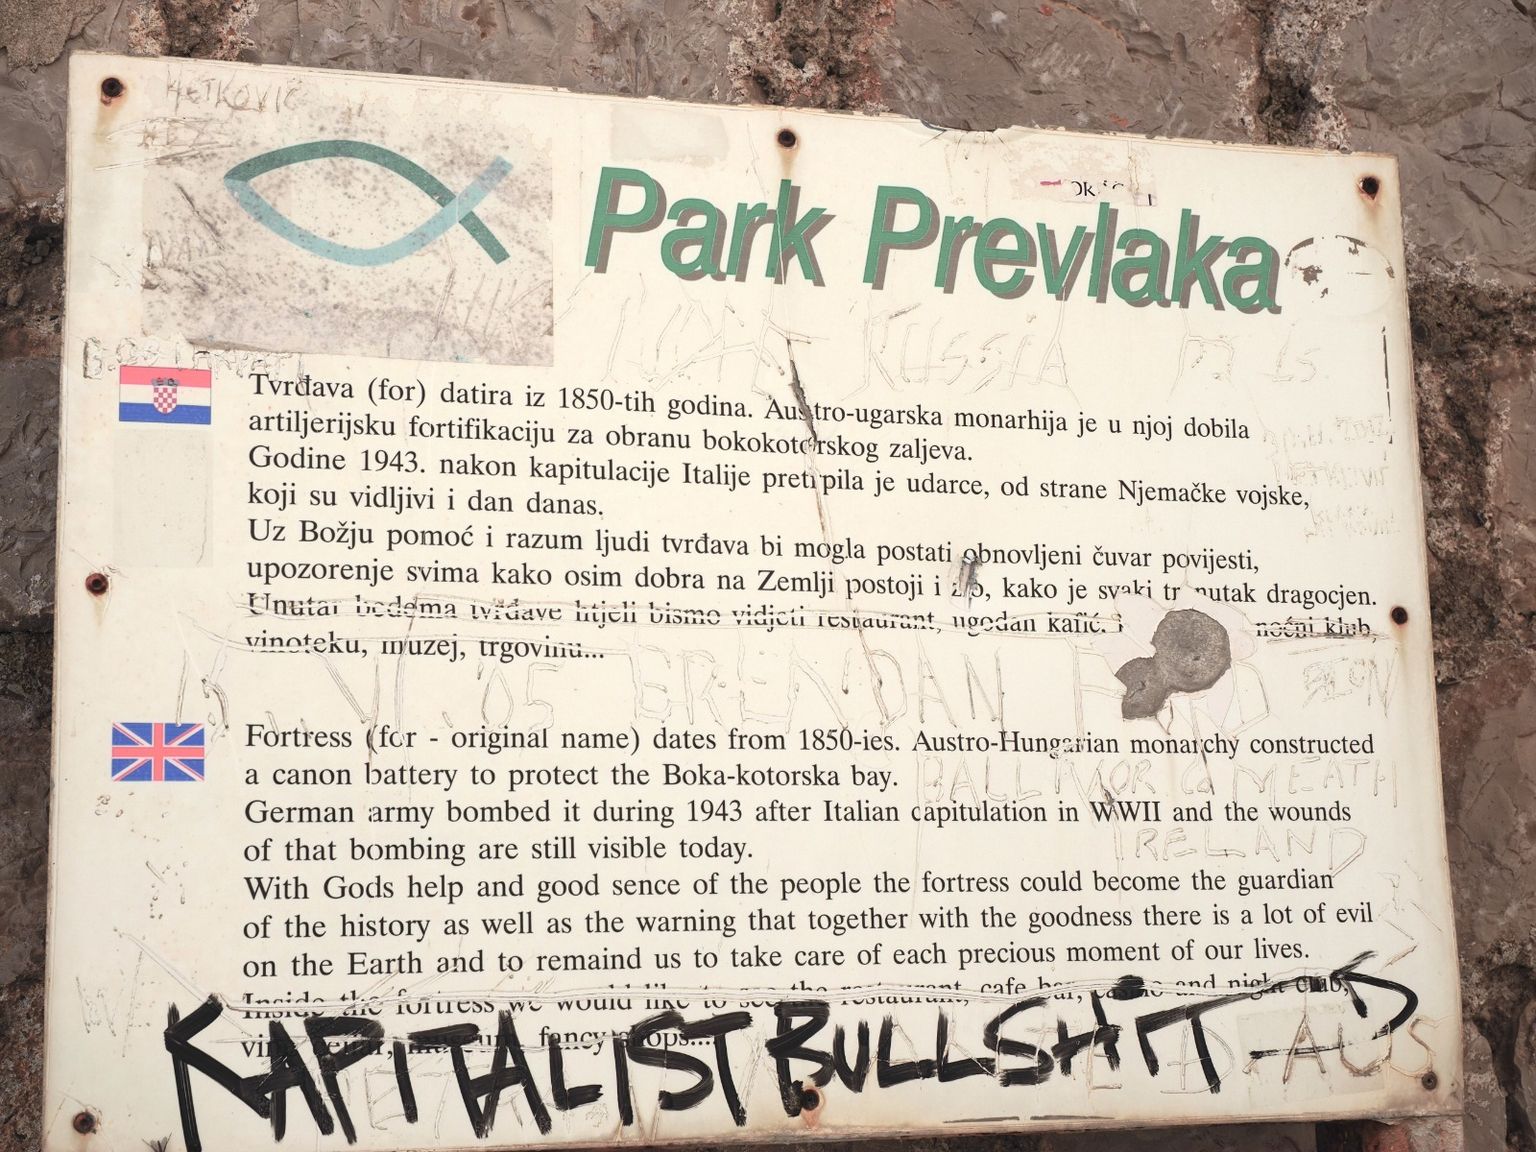 HETKOVIĆ
Park Prevlaka
RUSSIA
Tvrđava (for) datira iz 1850-tih godina. Austro-ugarska monarhija je u njoj dobila
artiljerijsku fortifikaciju za obranu bokokotorskog zaljeva.
Godine 1943. nakon kapitulacije Italije pretrpila je udarce, od strane Njemačke vojske,
koji su vidljivi i dan danas.
Uz Božju pomoć i razum ljudi tvrđava bi mogla postati obnovljeni čuvar povijesti,
upozorenje svima kako osim dobra na Zemlji postoji i zlo, kako je svaki trenutak dragocjen.
Unutar bedema tvrđave htjeli bismo vidjeti restaurant, ugodan kafić, noćni klub,
vinoteku, muzej, trgovinu...
BRENDAN
Fortress (for - original name) dates from 1850-ies. Austro-Hungarian monarchy constructed
a canon battery to protect the Boka-kotorska bay.
BALLIVOR CO MEATH
German army bombed it during 1943 after Italian capitulation in WWII and the wounds
of that bombing are still visible today.
IRELAND
With Gods help and good sence of the people the fortress could become the guardian
of the history as well as the warning that together with the goodness there is a lot of evil
on the Earth and to remaind us to take care of each precious moment of our lives.
Inside the fortress we would like to see the restaurant, cafe bar, casino and night club,
museum, fancy shops....
KAPITALIST BULLSHIT
AUS